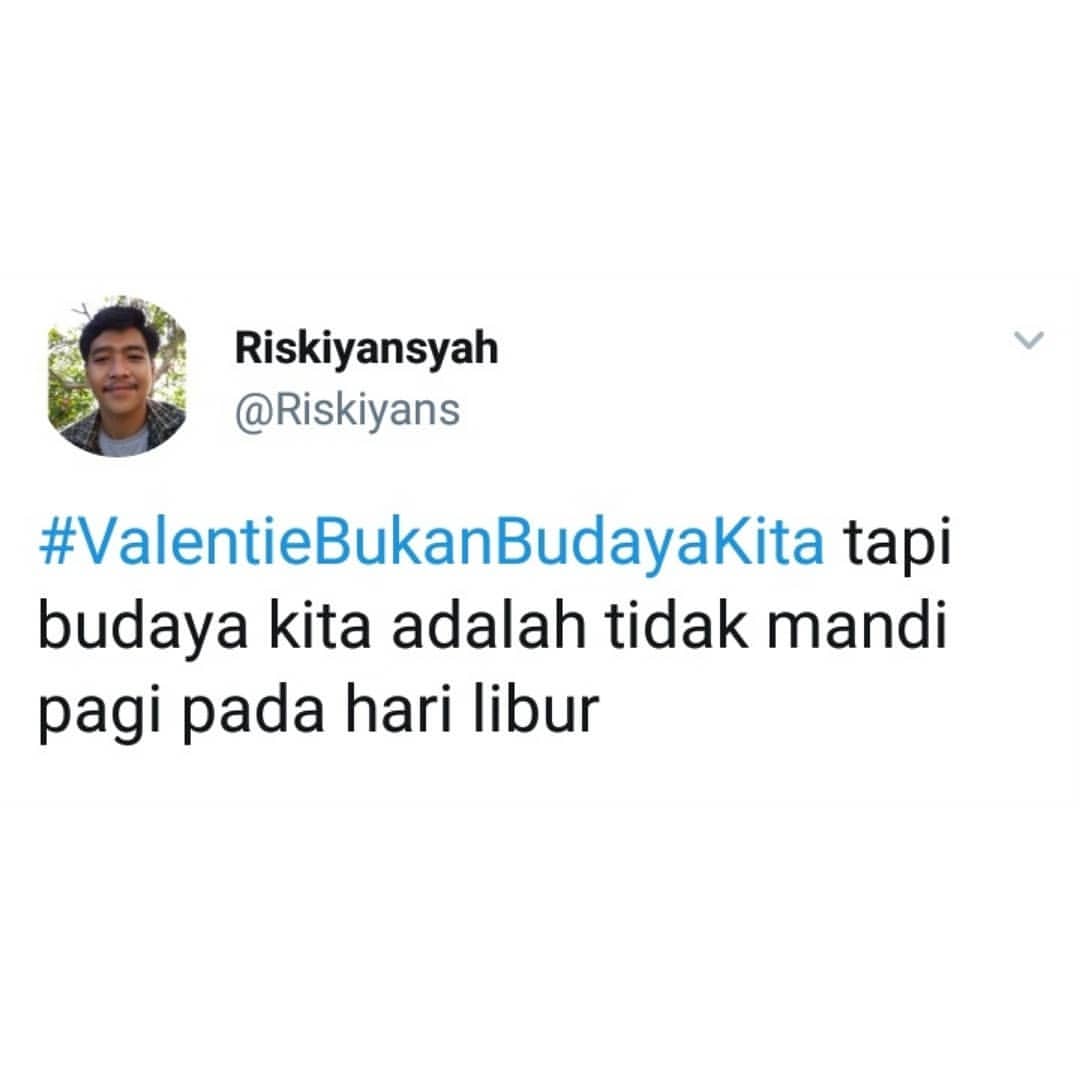 Riskiyansyah
@Riskiyans
#ValentieBukanBudayaKita tapi
budaya kita adalah tidak mandi
pagi pada hari libur